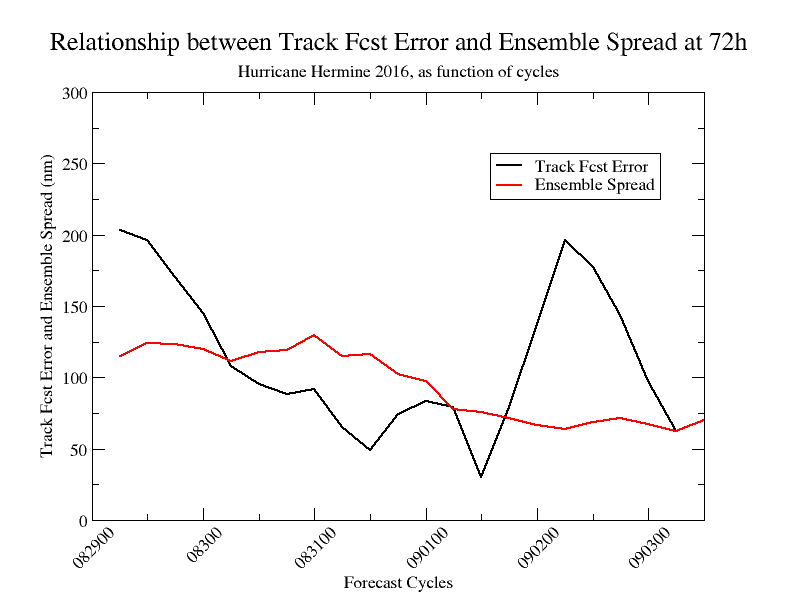 Relationship between Track Fcst Error and Ensemble Spread at 72h
Hurricane Hermine 2016, as function of cycles
Track Fcst Error and Ensemble Spread (nm)
300
250
200
150
100
50
0
Track Fcst Error
Ensemble Spread
082900
08300
083100
090100
090200
090300
Forecast Cycles